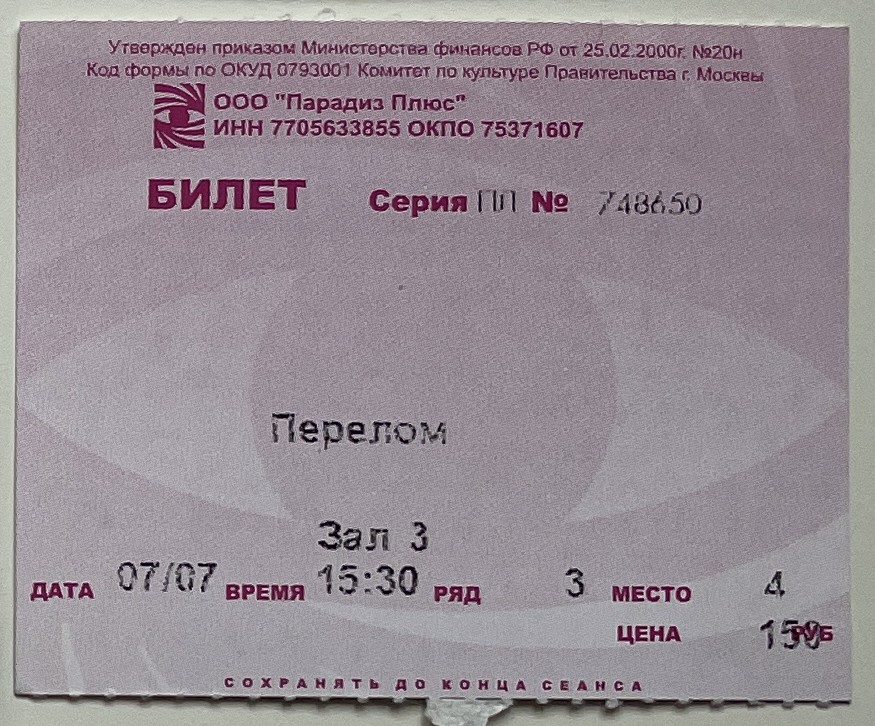 Утвержден приказом Министерства финансов РФ от 25.02.2000г. №20н
Код формы по ОКУД 0793001 Комитет по культуре Правительства г. Москвы
ООО "Парадиз Плюс"
ИНН 7705633855 ОКПО 75371607
БИЛЕТ Серия ПП № 748650
Перелом
Зал 3
ДАТА 07/07 ВРЕМЯ 15:30 РЯД 3 МЕСТО 4
ЦЕНА 150 РУБ
СОХРАНЯТЬ ДО КОНЦА СЕАНСА